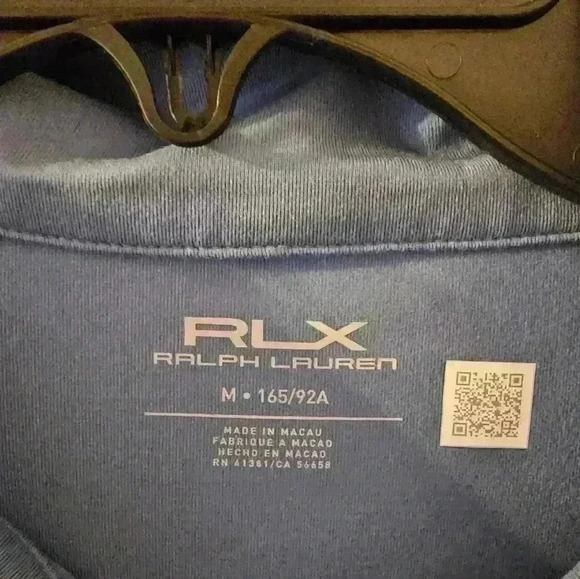 RLX
RALPH LAUREN
M • 165/92A
MADE IN MACAU
FABRIQUE A MACAO
HECHO EN MACAO
RN 41381/CA 56658